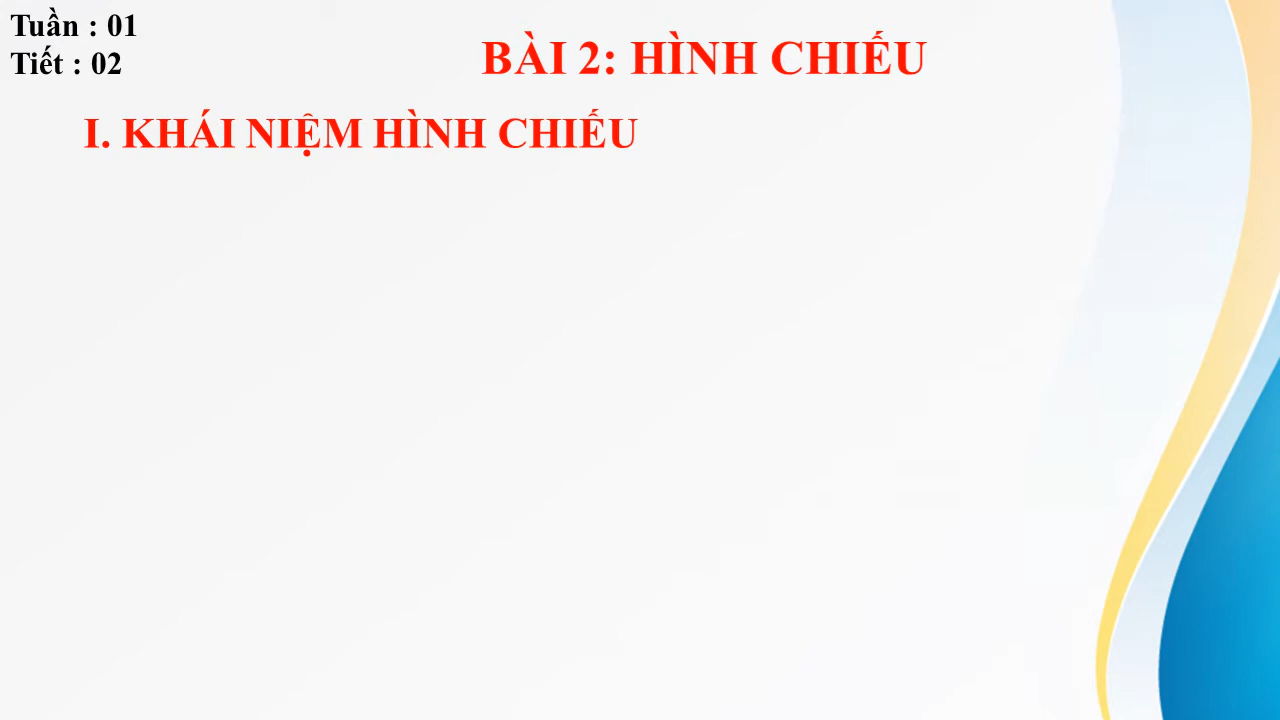 Tuần : 01
Tiết : 02
BÀI 2: HÌNH CHIẾU
I. KHÁI NIỆM HÌNH CHIẾU